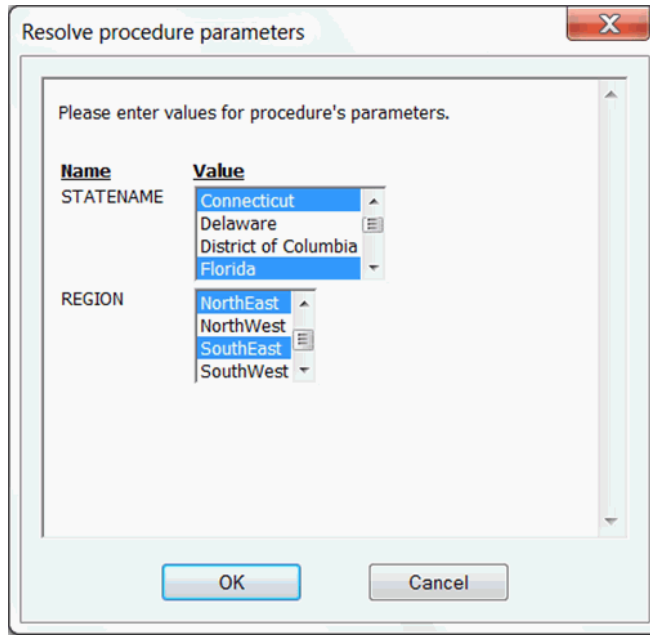 Resolve procedure parameters
Please enter values for procedure's parameters.
Name Value
STATENAME Connecticut
Delaware
District of Columbia
Florida
REGION NorthEast
NorthWest
SouthEast
SouthWest
OK Cancel